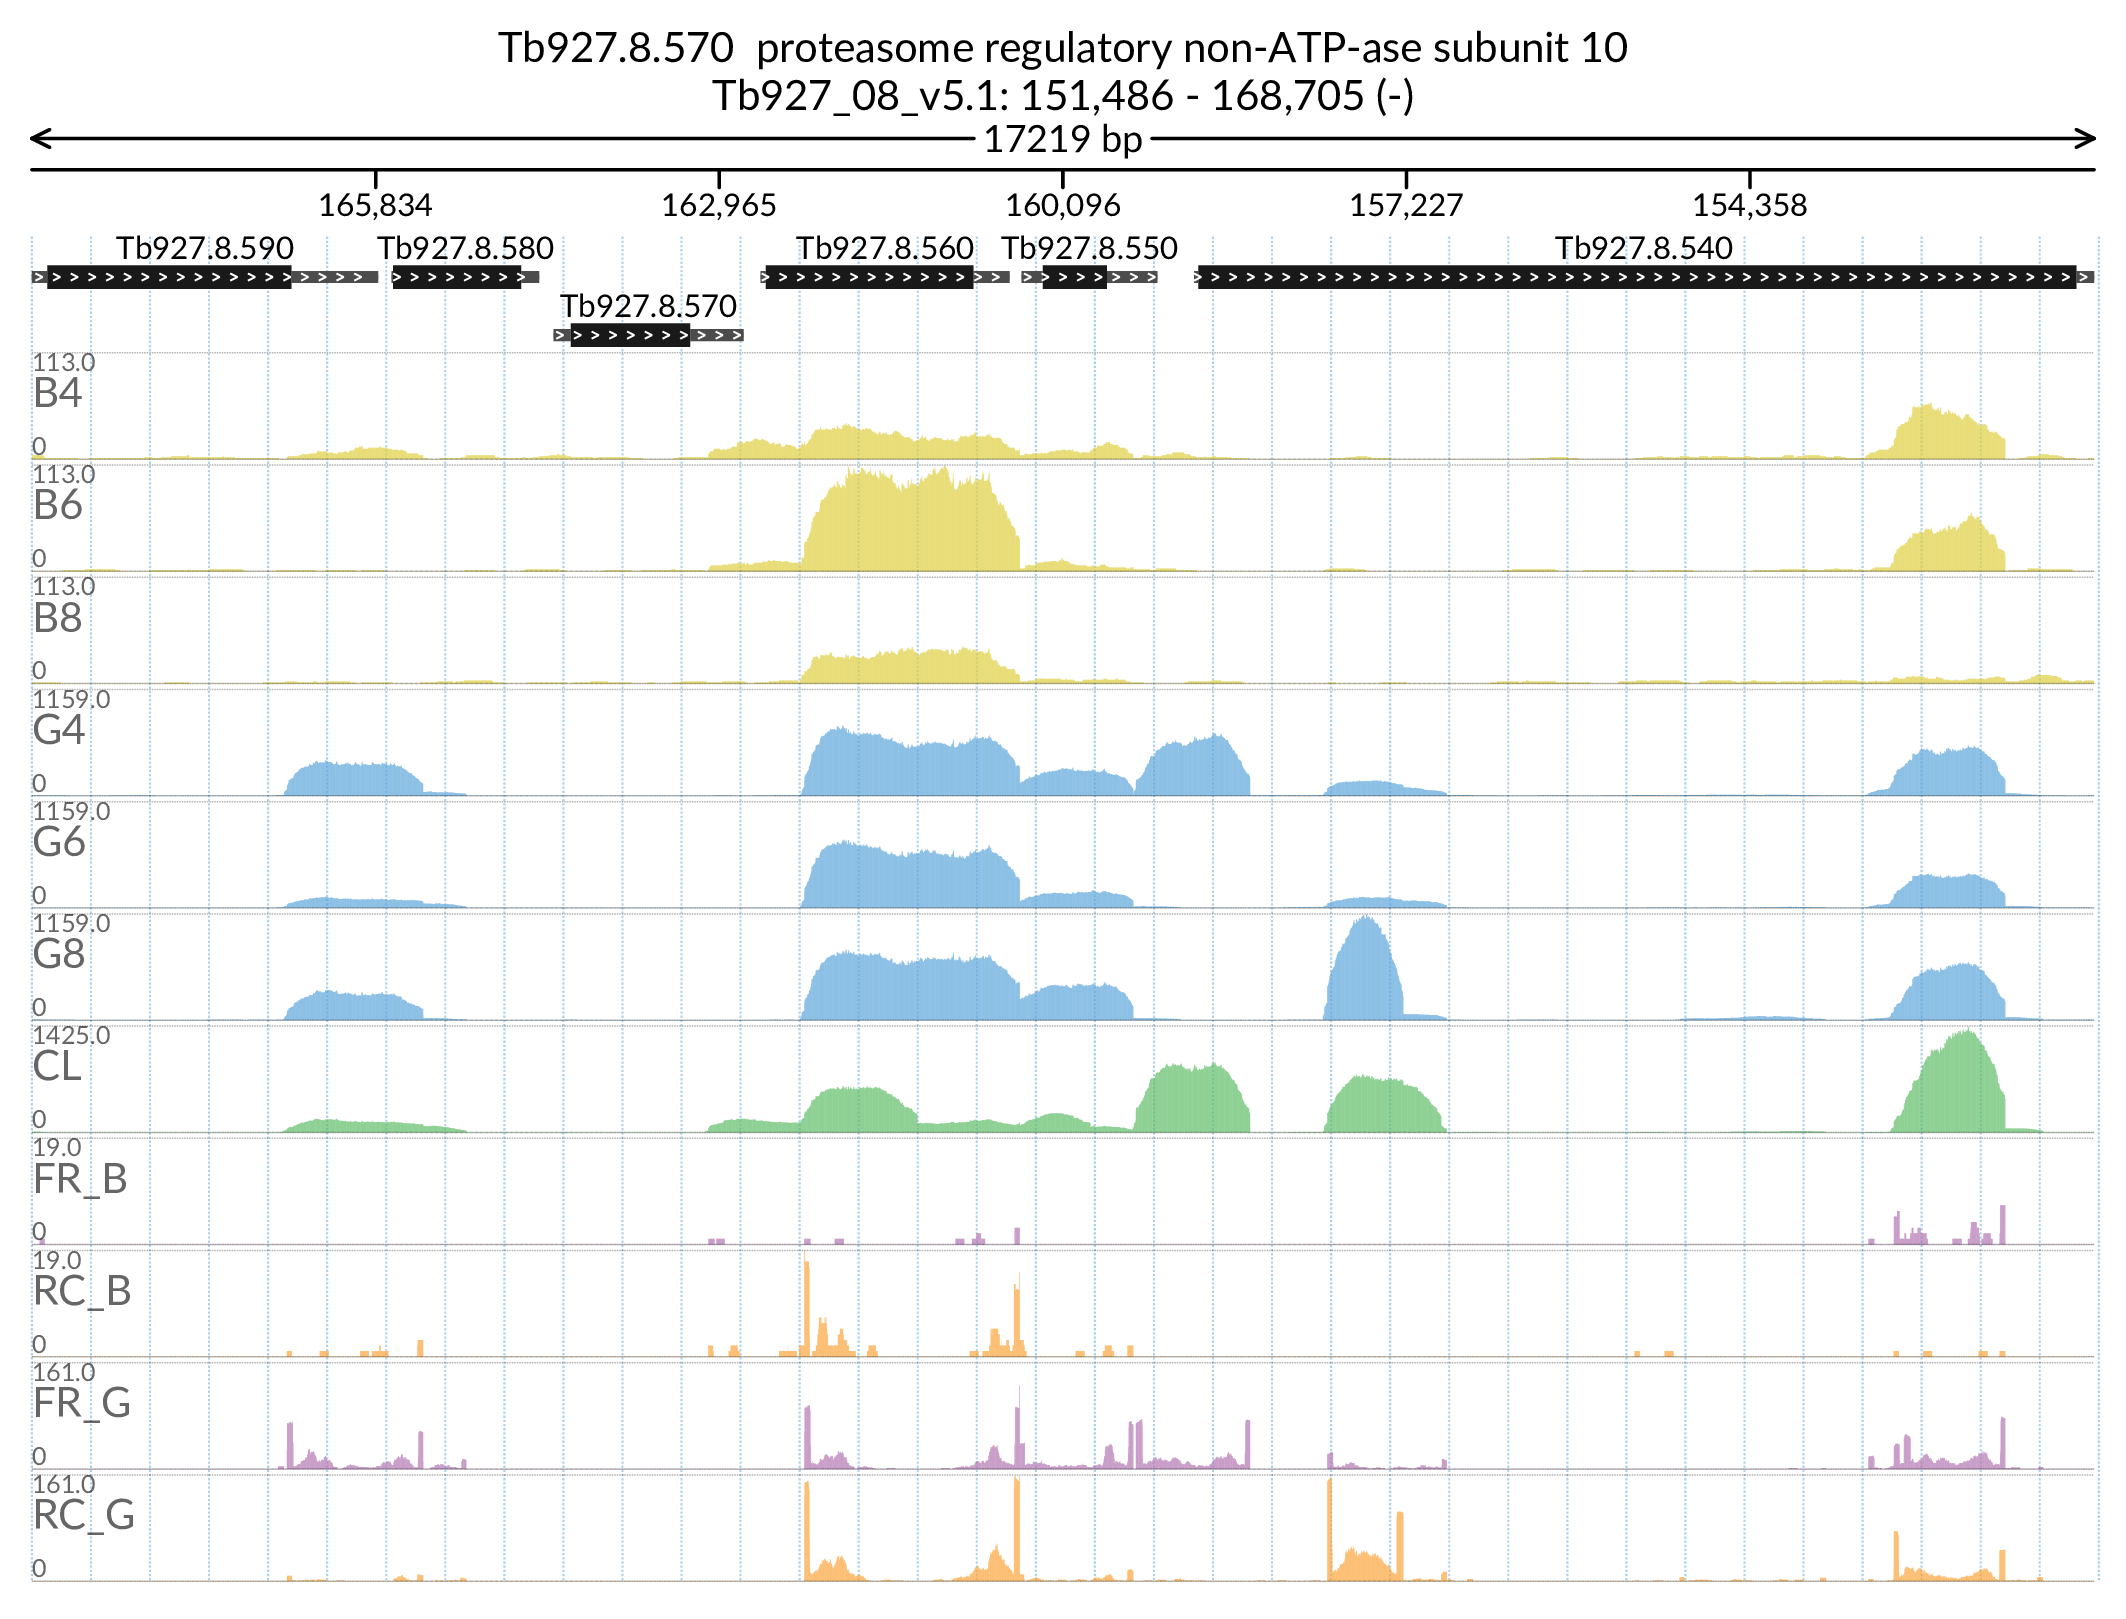 Tb927.8.570  proteasome regulatory non-ATP-ase subunit 10
Tb927_08_v5.1: 151,486 - 168,705 (-)
17219 bp
165,834 162,965 160,096 157,227 154,358
Tb927.8.590 Tb927.8.580 Tb927.8.560 Tb927.8.550 Tb927.8.540
Tb927.8.570
113.0
B4
0
113.0
B6
0
113.0
B8
0
1159.0
G4
0
1159.0
G6
0
1159.0
G8
0
1425.0
CL
0
19.0
FR_B
0
19.0
RC_B
0
161.0
FR_G
0
161.0
RC_G
0